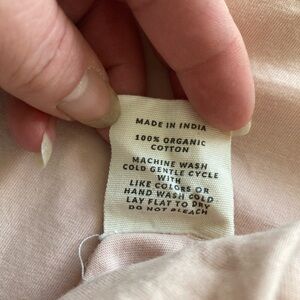 MADE IN INDIA
100% ORGANIC
COTTON
MACHINE WASH
COLD GENTLE CYCLE
WITH
LIKE COLORS OR
HAND WASH COLD
LAY FLAT TO DRY
DO NOT BLEACH